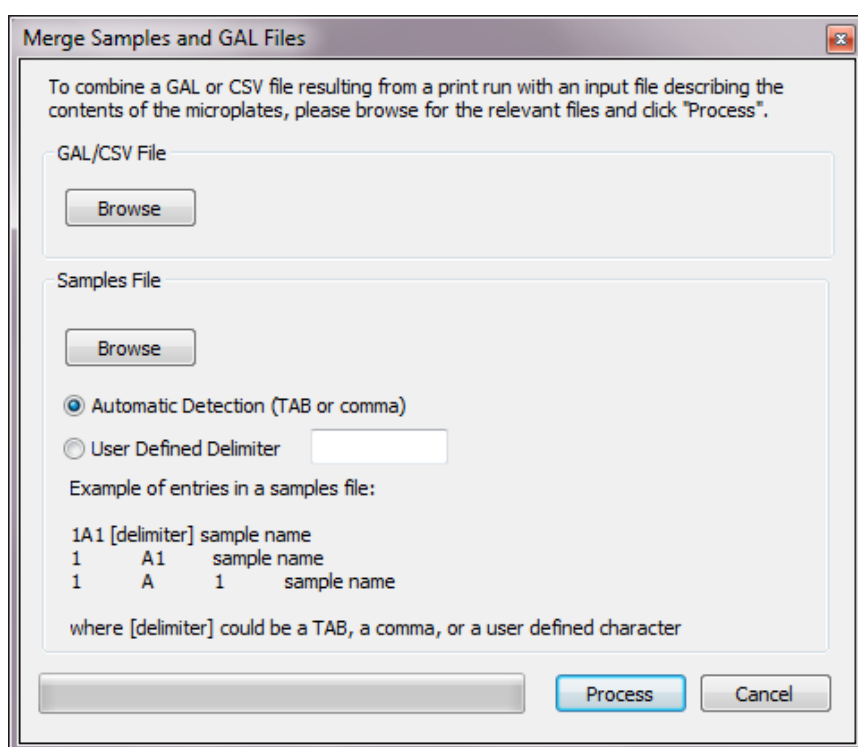 Merge Samples and GAL Files
To combine a GAL or CSV file resulting from a print run with an input file describing the
contents of the microplates, please browse for the relevant files and click "Process".
GAL/CSV File
Browse
Samples File
Browse
Automatic Detection (TAB or comma)
User Defined Delimiter
Example of entries in a samples file:
1A1 [delimiter] sample name
1 A1 sample name
1 A 1 sample name
where [delimiter] could be a TAB, a comma, or a user defined character
Process Cancel